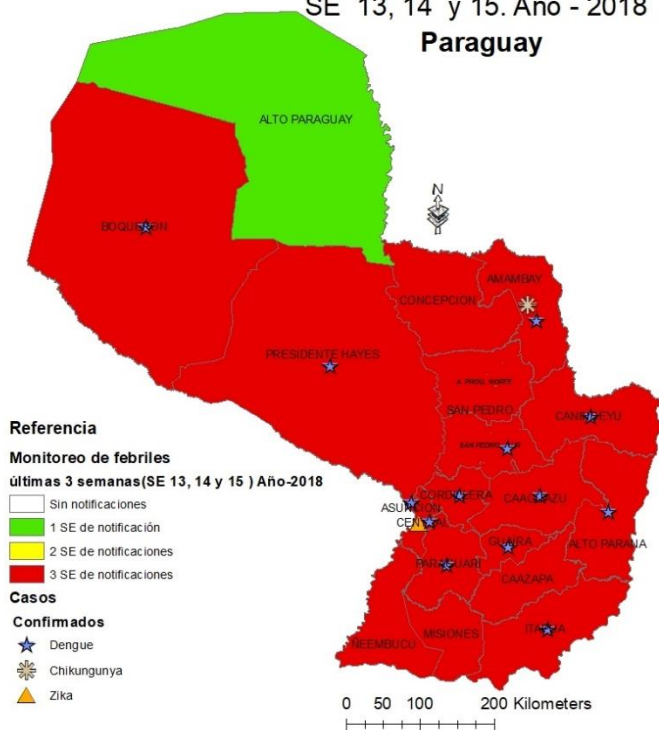 SE 13, 14 y 15. Año - 2018
Paraguay
ALTO PARAGUAY
N
BOQUERON
AMAMBAY
CONCEPCION
PRESIDENTE HAYES
SAN PEDRO
CANINDEYU
CORDILLERA
CAAGUAZU
ASUNCION
CENTRAL
ALTO PARANA
GUAIRA
PARAGUARI
CAAZAPA
ITAPUA
MISIONES
ÑEEMBUCU
Referencia
Monitoreo de febriles
últimas 3 semanas(SE 13, 14 y 15 ) Año-2018
Sin notificaciones
1 SE de notificación
2 SE de notificaciones
3 SE de notificaciones
Casos
Confirmados
Dengue
Chikungunya
Zika
0 50 100 200 Kilometers